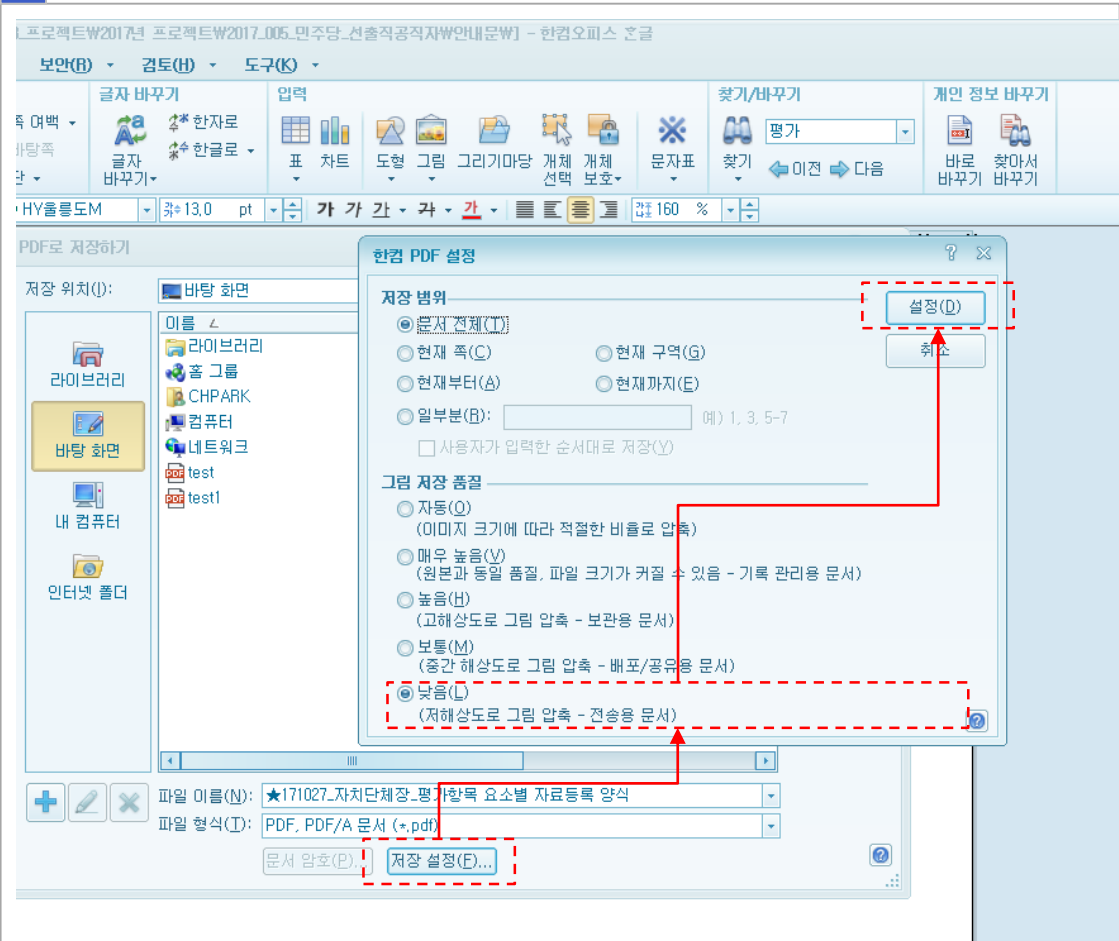 프로젝트₩2017년 프로젝트₩2017_005_민주당_선출직공직자₩안내문₩] - 한컴오피스 한글
보안(R) 검토(H) 도구(K)
글자 바꾸기 입력 찾기/바꾸기 개인 정보 바꾸기
쪽 여백 한자로 평가
바탕쪽 한글로
글자 바꾸기 표 차트 도형 그림 그리기마당 개체 선택 개체 보호 문자표 찾기 이전 다음 바로 바꾸기 찾아서 바꾸기
단
HY울릉도M 13,0 pt 가 가 가 가 가 160 %
PDF로 저장하기
저장 위치(I): 바탕 화면
이름
라이브러리
홈 그룹
CHPARK
컴퓨터
네트워크
test
test1
라이브러리
바탕 화면
내 컴퓨터
인터넷 폴더
한컴 PDF 설정
저장 범위
설정(D)
문서 전체(T)
취소
현재 쪽(C) 현재 구역(G)
현재부터(A) 현재까지(E)
일부분(B): 예) 1, 3, 5-7
사용자가 입력한 순서대로 저장(Y)
그림 저장 품질
자동(O)
(이미지 크기에 따라 적절한 비율로 압축)
매우 높음(V)
(원본과 동일 품질, 파일 크기가 커질 수 있음 - 기록 관리용 문서)
높음(H)
(고해상도로 그림 압축 - 보관용 문서)
보통(M)
(중간 해상도로 그림 압축 - 배포/공유용 문서)
낮음(L)
(저해상도로 그림 압축 - 전송용 문서)
파일 이름(N): ★171027_자치단체장_평가항목 요소별 자료등록 양식
파일 형식(T): PDF, PDF/A 문서 (*.pdf)
문서 암호(P)... 저장 설정(F)...